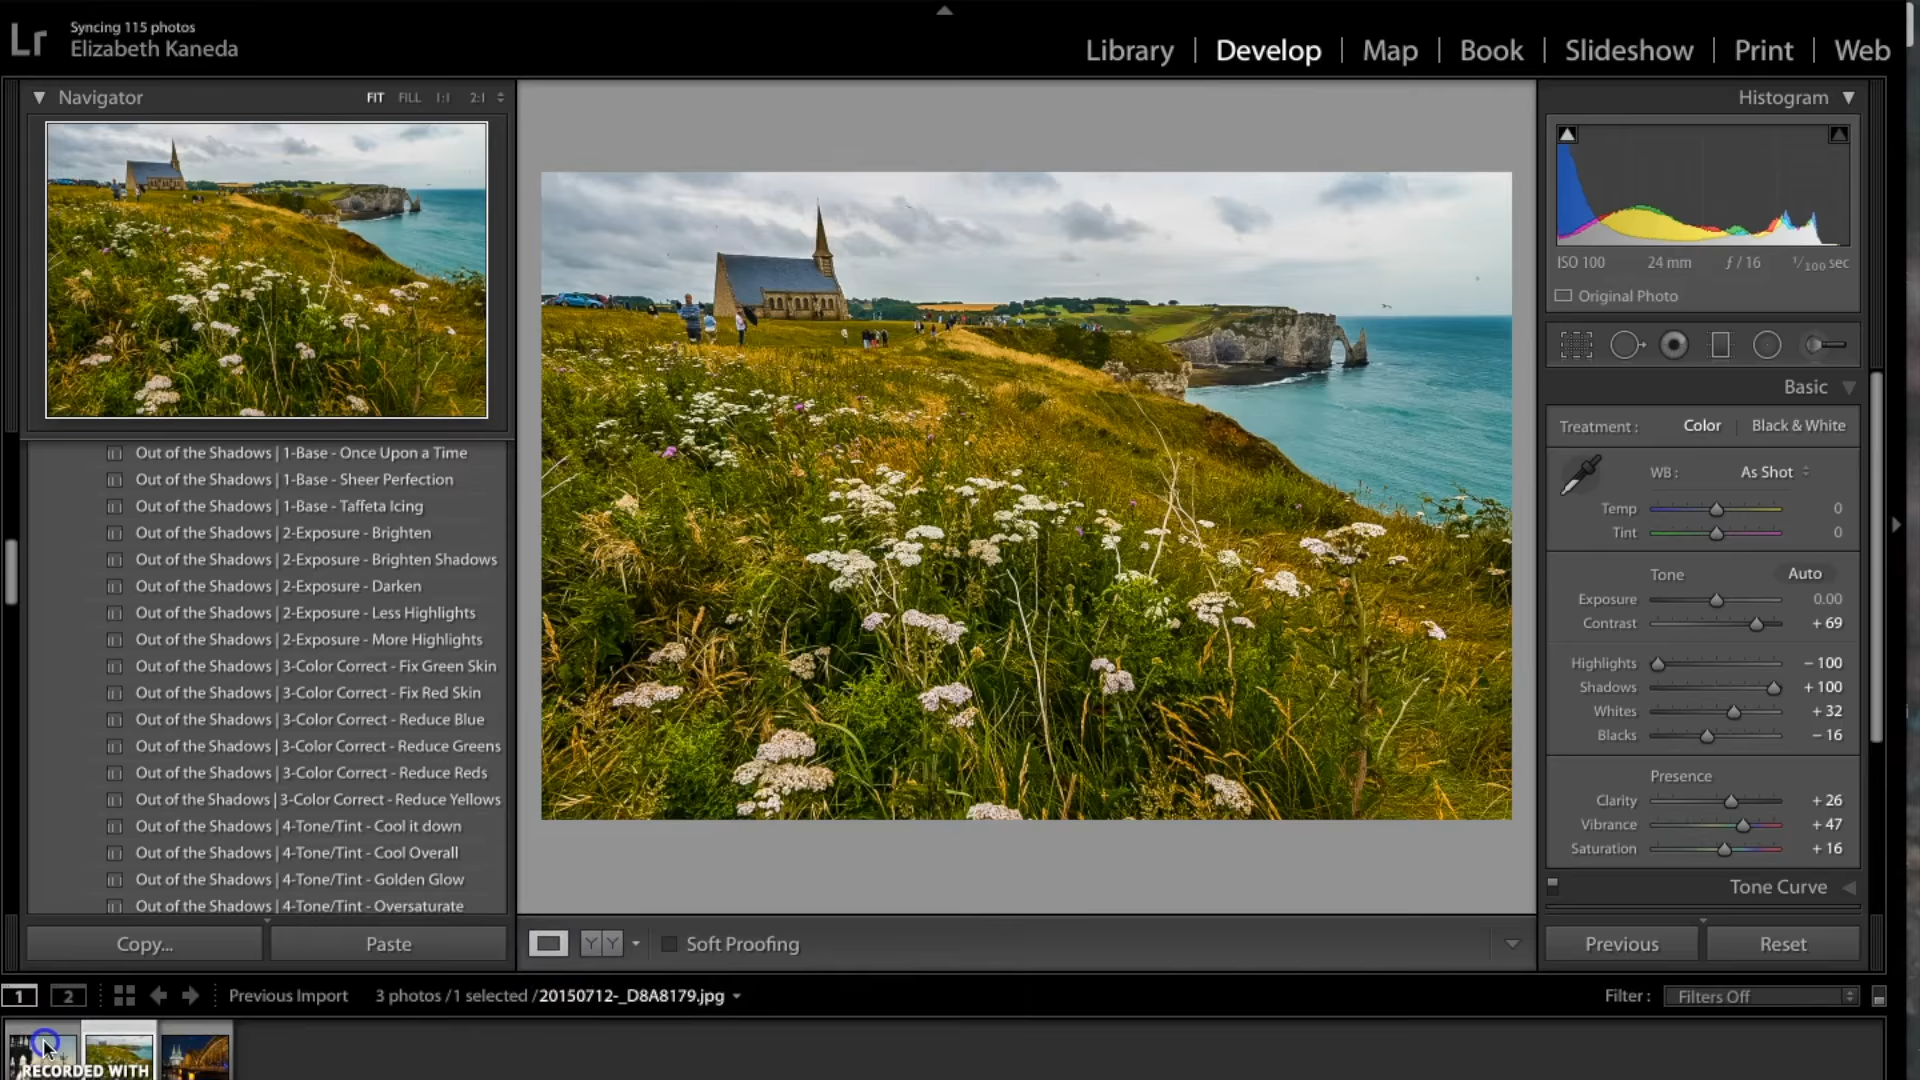 Lr
Syncing 115 photos
Elizabeth Kaneda
Library | Develop | Map | Book | Slideshow | Print | Web
Navigator
FIT FILL 1:1 2:1
Out of the Shadows | 1-Base - Once Upon a Time
Out of the Shadows | 1-Base - Sheer Perfection
Out of the Shadows | 1-Base - Taffeta Icing
Out of the Shadows | 2-Exposure - Brighten
Out of the Shadows | 2-Exposure - Brighten Shadows
Out of the Shadows | 2-Exposure - Darken
Out of the Shadows | 2-Exposure - Less Highlights
Out of the Shadows | 2-Exposure - More Highlights
Out of the Shadows | 3-Color Correct - Fix Green Skin
Out of the Shadows | 3-Color Correct - Fix Red Skin
Out of the Shadows | 3-Color Correct - Reduce Blue
Out of the Shadows | 3-Color Correct - Reduce Greens
Out of the Shadows | 3-Color Correct - Reduce Reds
Out of the Shadows | 3-Color Correct - Reduce Yellows
Out of the Shadows | 4-Tone/Tint - Cool it down
Out of the Shadows | 4-Tone/Tint - Cool Overall
Out of the Shadows | 4-Tone/Tint - Golden Glow
Out of the Shadows | 4-Tone/Tint - Oversaturate
Copy... Paste
YY
Soft Proofing
Histogram
ISO 100 24 mm ƒ / 16 1/100 sec
Original Photo
Basic
Treatment : Color Black & White
WB : As Shot
Temp 0
Tint 0
Tone Auto
Exposure 0.00
Contrast + 69
Highlights − 100
Shadows + 100
Whites + 32
Blacks − 16
Presence
Clarity + 26
Vibrance + 47
Saturation + 16
Tone Curve
Previous Reset
1 2 Previous Import 3 photos / 1 selected / 20150712-_D8A8179.jpg
Filter : Filters Off
RECORDED WITH